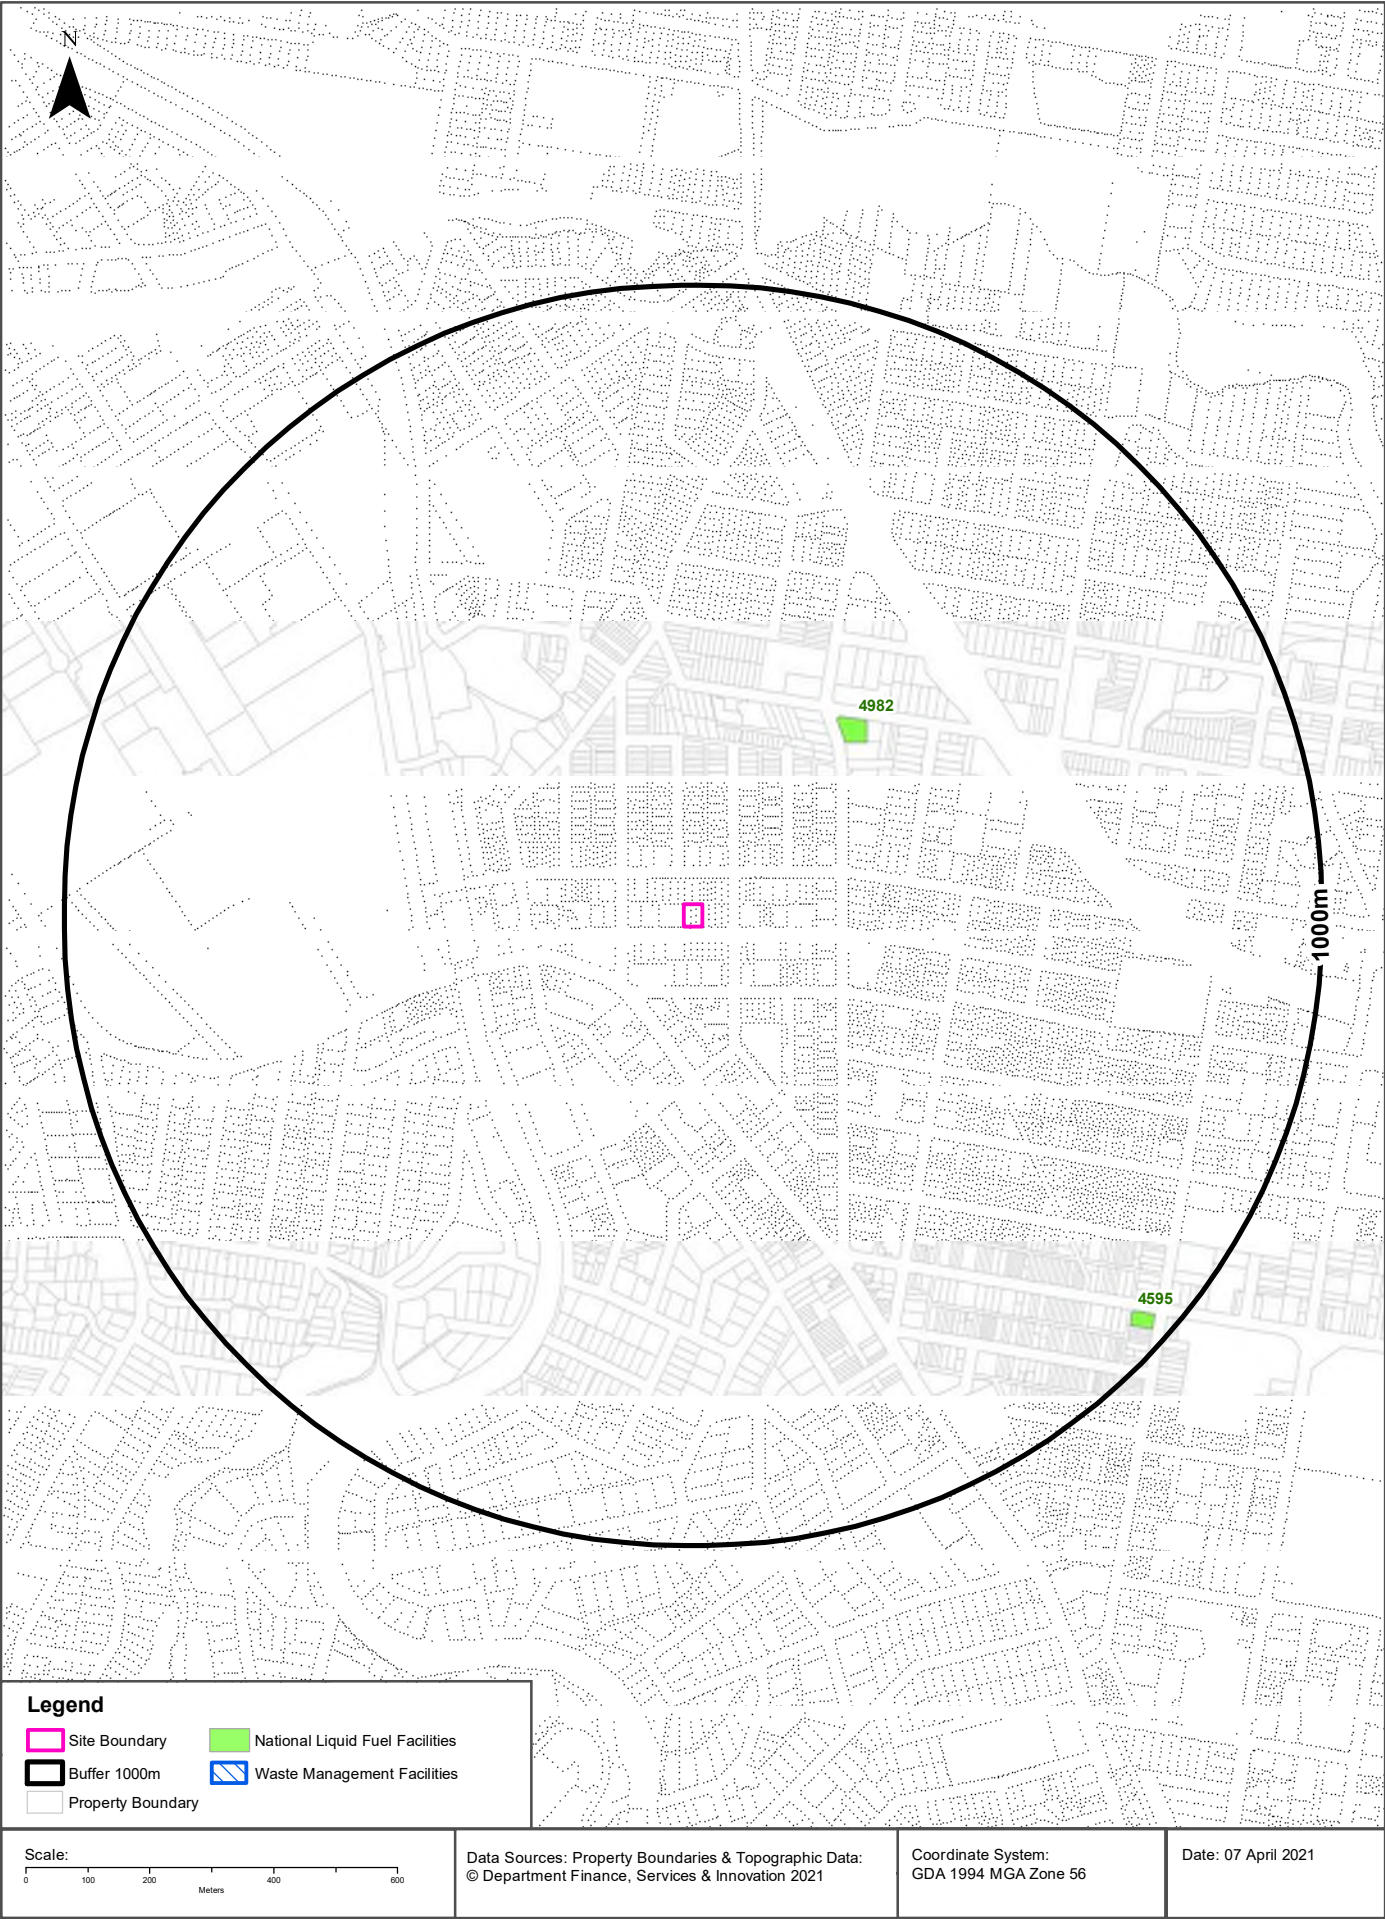 N
4982
1000m
4595
Legend
Site Boundary
National Liquid Fuel Facilities
Buffer 1000m
Waste Management Facilities
Property Boundary
Scale:
0 100 200 400 600
Meters
Data Sources: Property Boundaries & Topographic Data:
© Department Finance, Services & Innovation 2021
Coordinate System:
GDA 1994 MGA Zone 56
Date: 07 April 2021